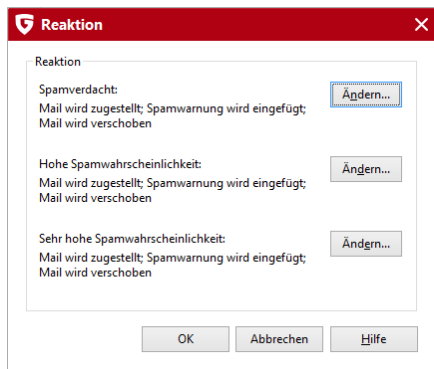 Reaktion
Reaktion
Spamverdacht:
Ändern...
Mail wird zugestellt; Spamwarnung wird eingefügt;
Mail wird verschoben
Hohe Spamwahrscheinlichkeit:
Ändern...
Mail wird zugestellt; Spamwarnung wird eingefügt;
Mail wird verschoben
Sehr hohe Spamwahrscheinlichkeit:
Ändern...
Mail wird zugestellt; Spamwarnung wird eingefügt;
Mail wird verschoben
OK
Abbrechen
Hilfe